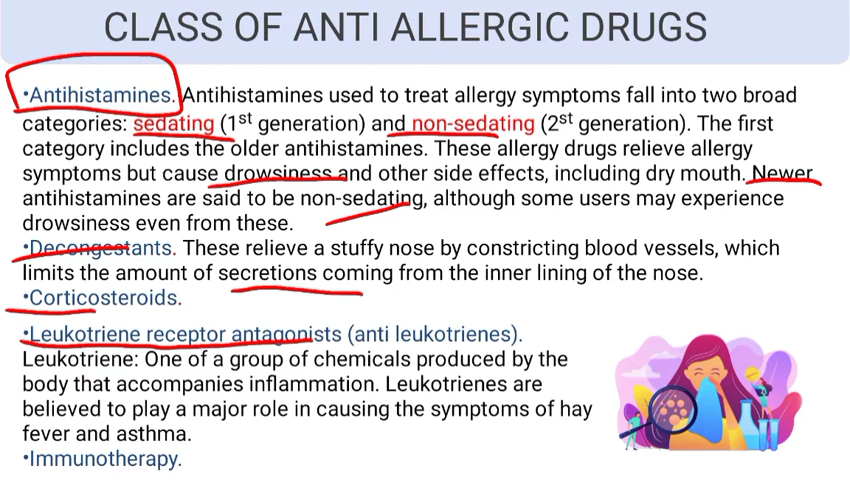 CLASS OF ANTI ALLERGIC DRUGS
•Antihistamines. Antihistamines used to treat allergy symptoms fall into two broad
categories: sedating (1st generation) and non-sedating (2st generation). The first
category includes the older antihistamines. These allergy drugs relieve allergy
symptoms but cause drowsiness and other side effects, including dry mouth. Newer
antihistamines are said to be non-sedating, although some users may experience
drowsiness even from these.
•Decongestants. These relieve a stuffy nose by constricting blood vessels, which
limits the amount of secretions coming from the inner lining of the nose.
•Corticosteroids.
•Leukotriene receptor antagonists (anti leukotrienes).
Leukotriene: One of a group of chemicals produced by the
body that accompanies inflammation. Leukotrienes are
believed to play a major role in causing the symptoms of hay
fever and asthma.
•Immunotherapy.